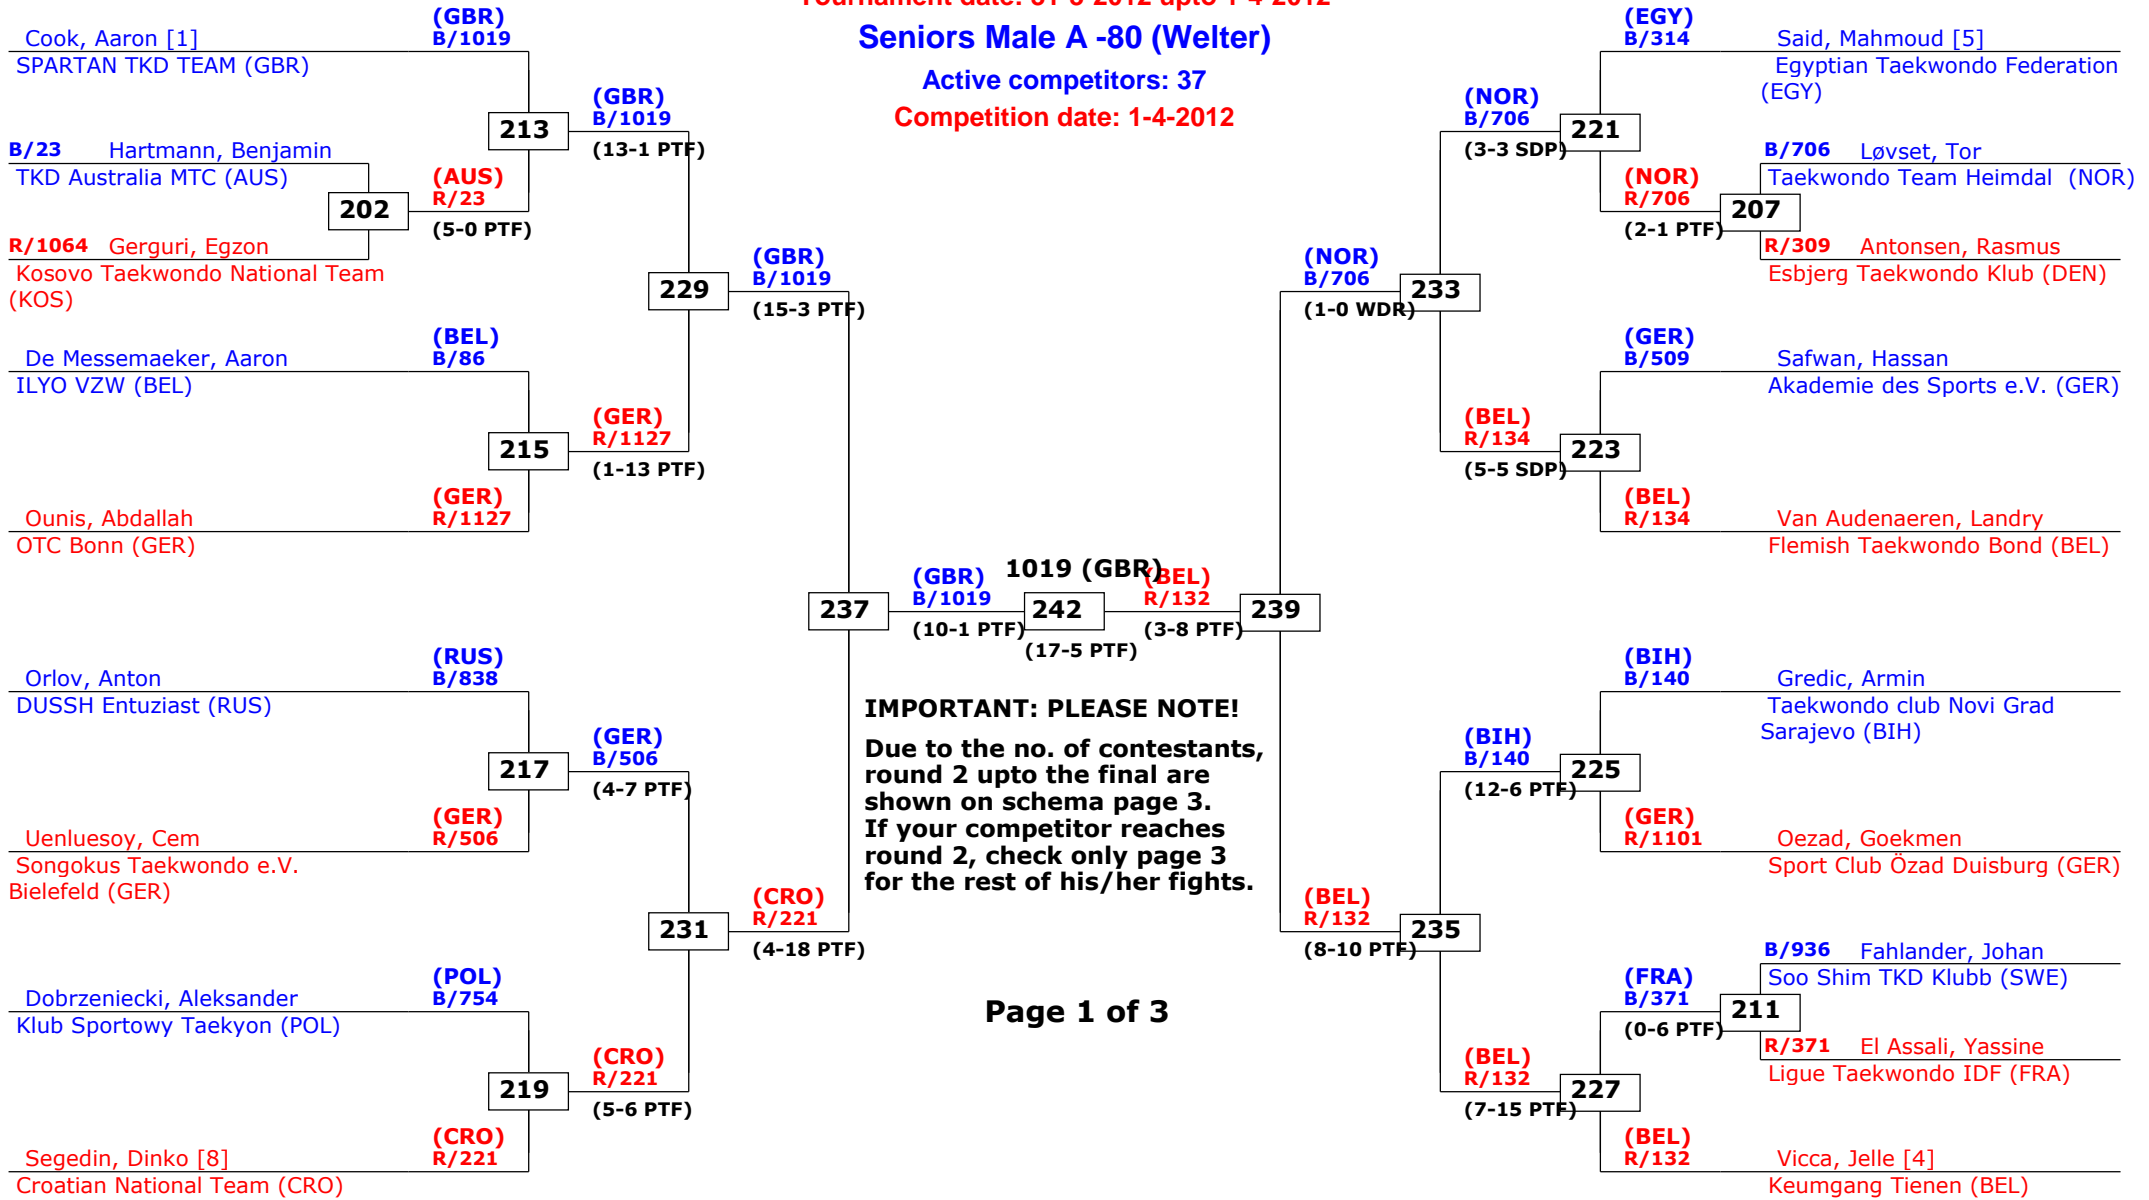 Tournament date: 31-3-2012 upto 1-4-2012
Seniors Male A -80 (Welter)
Active competitors: 37
Competition date: 1-4-2012
(GBR)
Cook, Aaron [1] B/1019
SPARTAN TKD TEAM (GBR)
213
(GBR)
B/1019
(13-1 PTF)
B/23 Hartmann, Benjamin
TKD Australia MTC (AUS)
202
(AUS)
R/23
(5-0 PTF)
R/1064 Gerguri, Egzon
Kosovo Taekwondo National Team
(KOS)
229
(GBR)
B/1019
(15-3 PTF)
(BEL)
De Messemaeker, Aaron B/86
ILYO VZW (BEL)
215
(GER)
R/1127
(1-13 PTF)
(GER)
Ounis, Abdallah R/1127
OTC Bonn (GER)
237
(GBR)
B/1019
(10-1 PTF)
1019 (GBR)
242
(17-5 PTF)
(BEL)
R/132
(3-8 PTF)
239
(RUS)
Orlov, Anton B/838
DUSSH Entuziast (RUS)
217
(GER)
B/506
(4-7 PTF)
(GER)
Uenluesoy, Cem R/506
Songokus Taekwondo e.V.
Bielefeld (GER)
231
(CRO)
R/221
(4-18 PTF)
(POL)
Dobrzeniecki, Aleksander B/754
Klub Sportowy Taekyon (POL)
219
(CRO)
R/221
(5-6 PTF)
(CRO)
Segedin, Dinko [8] R/221
Croatian National Team (CRO)
IMPORTANT: PLEASE NOTE!
Due to the no. of contestants,
round 2 upto the final are
shown on schema page 3.
If your competitor reaches
round 2, check only page 3
for the rest of his/her fights.
Page 1 of 3
(EGY)
B/314 Said, Mahmoud [5]
Egyptian Taekwondo Federation
(EGY)
(NOR)
B/706
(3-3 SDP)
221
B/706 Løvset, Tor
Taekwondo Team Heimdal (NOR)
(NOR)
R/706
(2-1 PTF)
207
R/309 Antonsen, Rasmus
Esbjerg Taekwondo Klub (DEN)
(NOR)
B/706
(1-0 WDR)
233
(GER)
B/509 Safwan, Hassan
Akademie des Sports e.V. (GER)
(BEL)
R/134
(5-5 SDP)
223
(BEL)
R/134 Van Audenaeren, Landry
Flemish Taekwondo Bond (BEL)
(BIH)
B/140 Gredic, Armin
Taekwondo club Novi Grad
Sarajevo (BIH)
(BIH)
B/140
(12-6 PTF)
225
(GER)
R/1101 Oezad, Goekmen
Sport Club Özad Duisburg (GER)
(BEL)
R/132
(8-10 PTF)
235
B/936 Fahlander, Johan
Soo Shim TKD Klubb (SWE)
(FRA)
B/371
(0-6 PTF)
211
R/371 El Assali, Yassine
Ligue Taekwondo IDF (FRA)
(BEL)
R/132
(7-15 PTF)
227
(BEL)
R/132 Vicca, Jelle [4]
Keumgang Tienen (BEL)